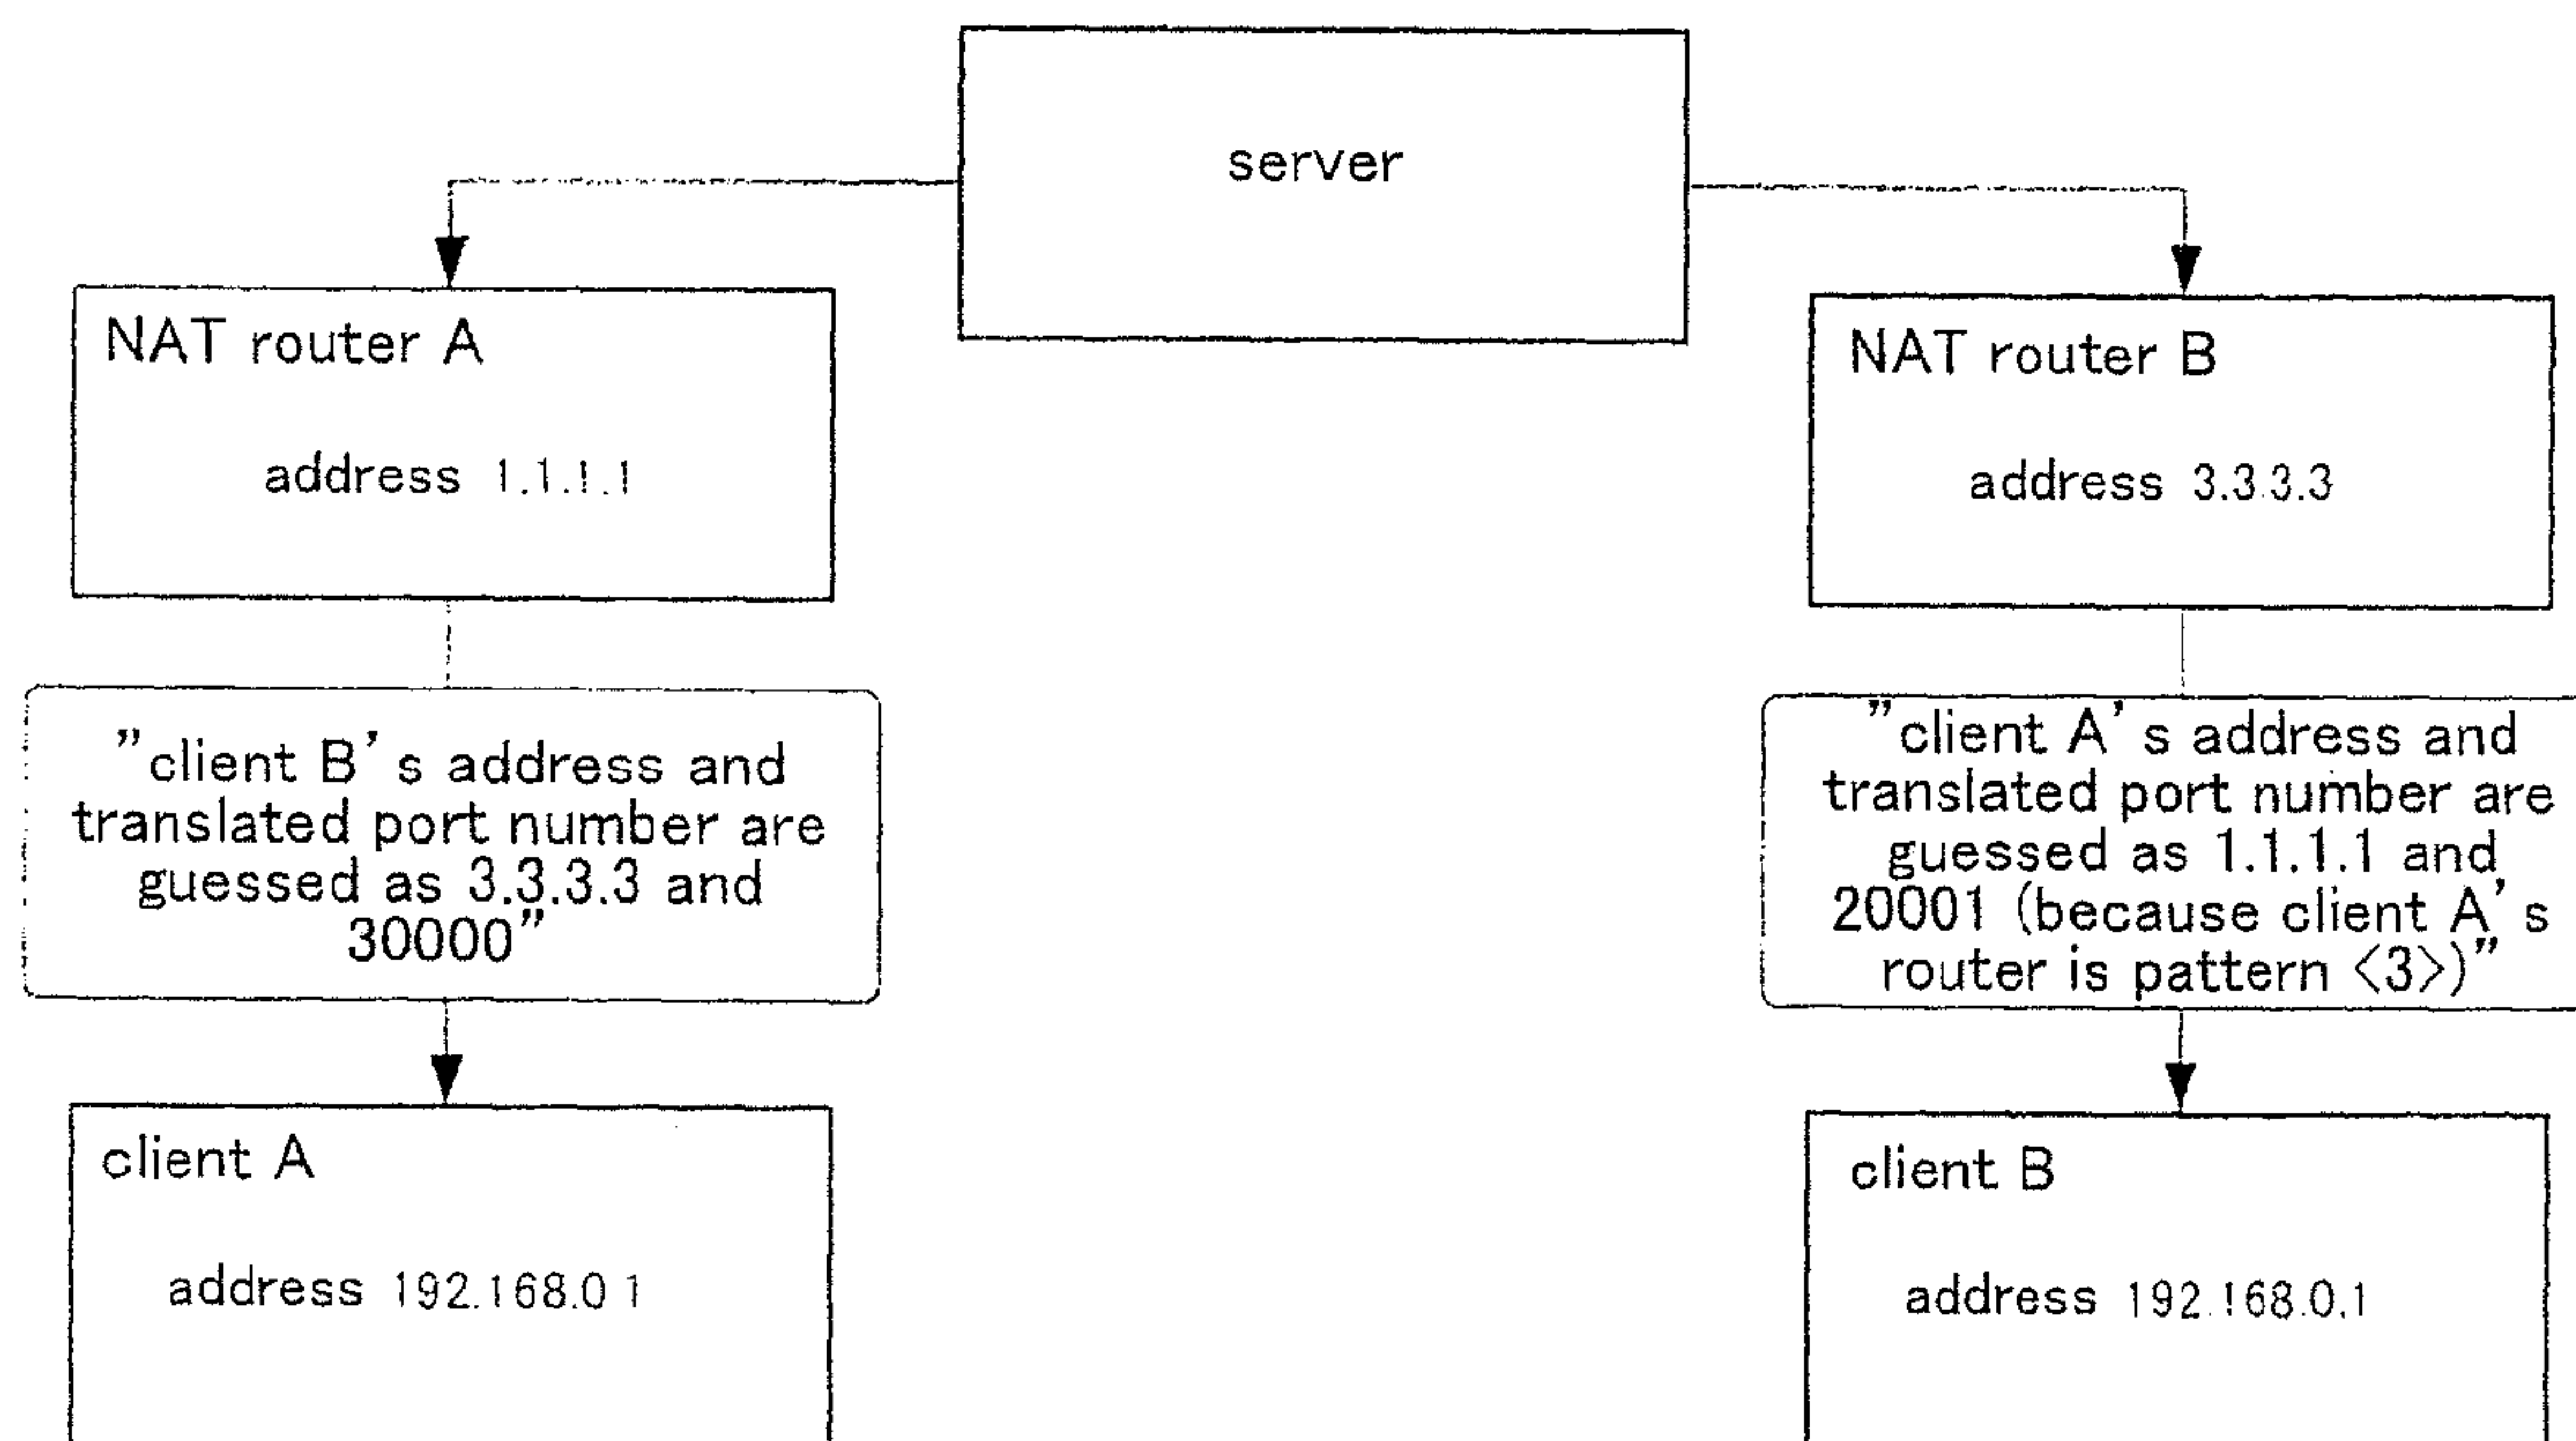 server
NAT router A
address 1.1.1.1
NAT router B
address 3.3.3.3
”client B’s address and
translated port number are
guessed as 3.3.3.3 and
30000”
”client A’s address and
translated port number are
guessed as 1.1.1.1 and
20001 (because client A’s
router is pattern <3>)”
client A
address 192.168.0 1
client B
address 192.168.0.1